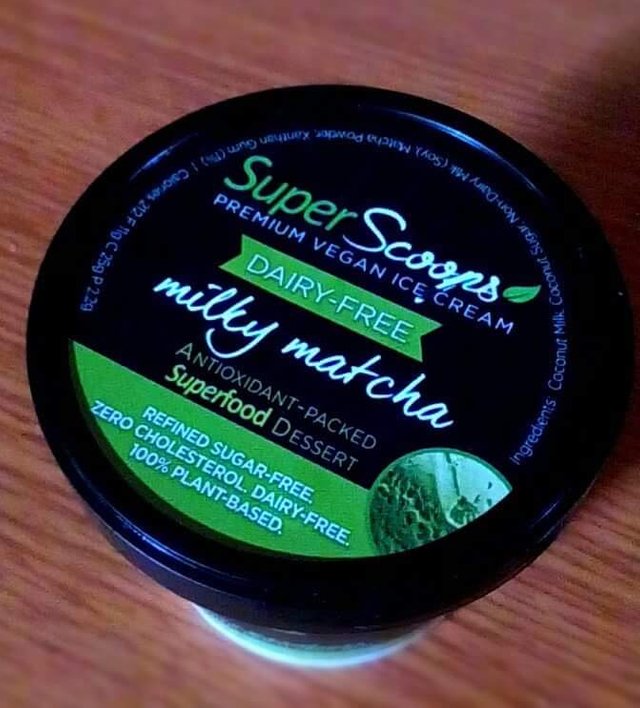 Super Scoops
PREMIUM VEGAN ICE CREAM
DAIRY-FREE
milky matcha
ANTIOXIDANT-PACKED
Superfood DESSERT
REFINED SUGAR-FREE.
ZERO CHOLESTEROL. DAIRY-FREE.
100% PLANT-BASED.
Ingredients: Coconut Milk, Coconut Sugar, Non-Dairy Milk (Soy), Matcha Powder, Xanthan Gum (1%) | Calories 212 F 11g C 25g P 2.2g